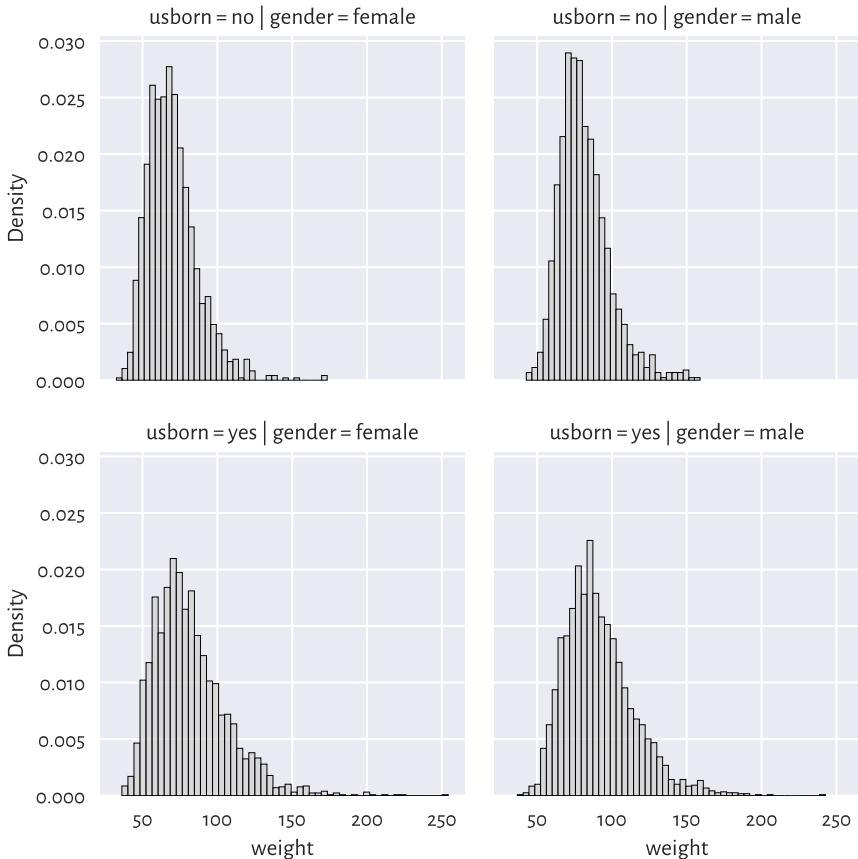 usborn = no | gender = female
usborn = no | gender = male
0.030
0.025
0.020
0.015
0.010
0.005
0.000
Density
usborn = yes | gender = female
usborn = yes | gender = male
0.030
0.025
0.020
0.015
0.010
0.005
0.000
Density
50 100 150 200 250
50 100 150 200 250
weight
weight